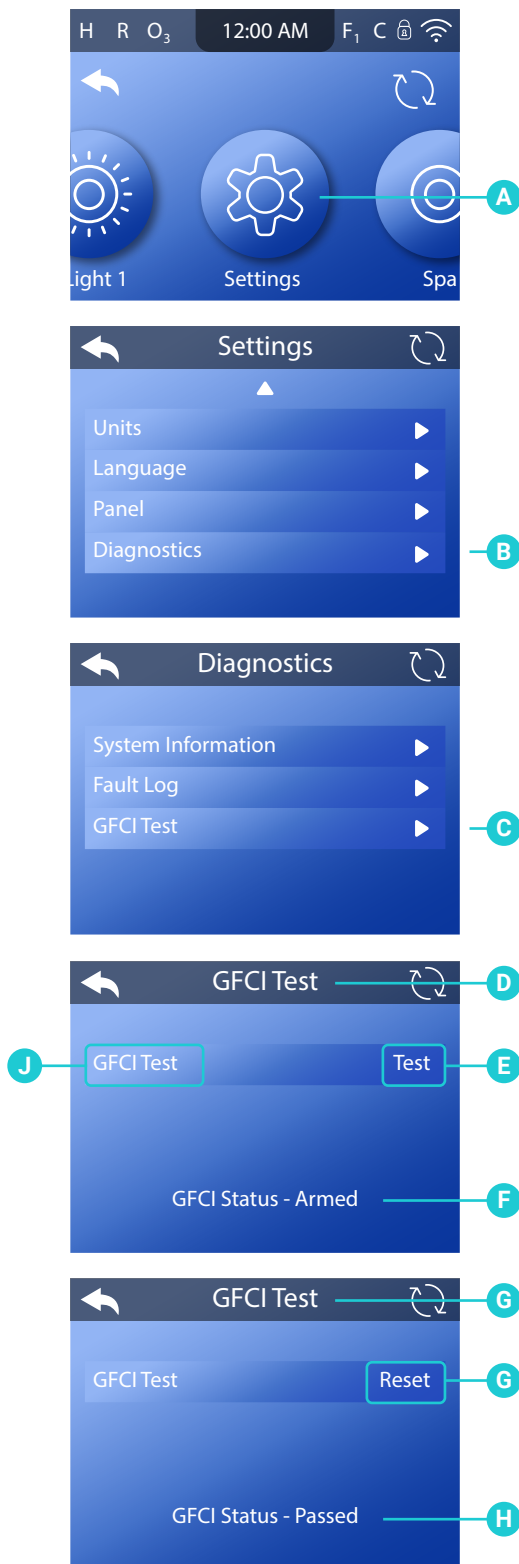 H R O3 12:00 AM F1 C
A
Light 1 Settings Spa
Settings
Units
Language
Panel
Diagnostics
B
Diagnostics
System Information
Fault Log
GFCI Test
C
GFCI Test D
J GFCI Test Test E
GFCI Status - Armed F
GFCI Test G
GFCI Test Reset G
GFCI Status - Passed H